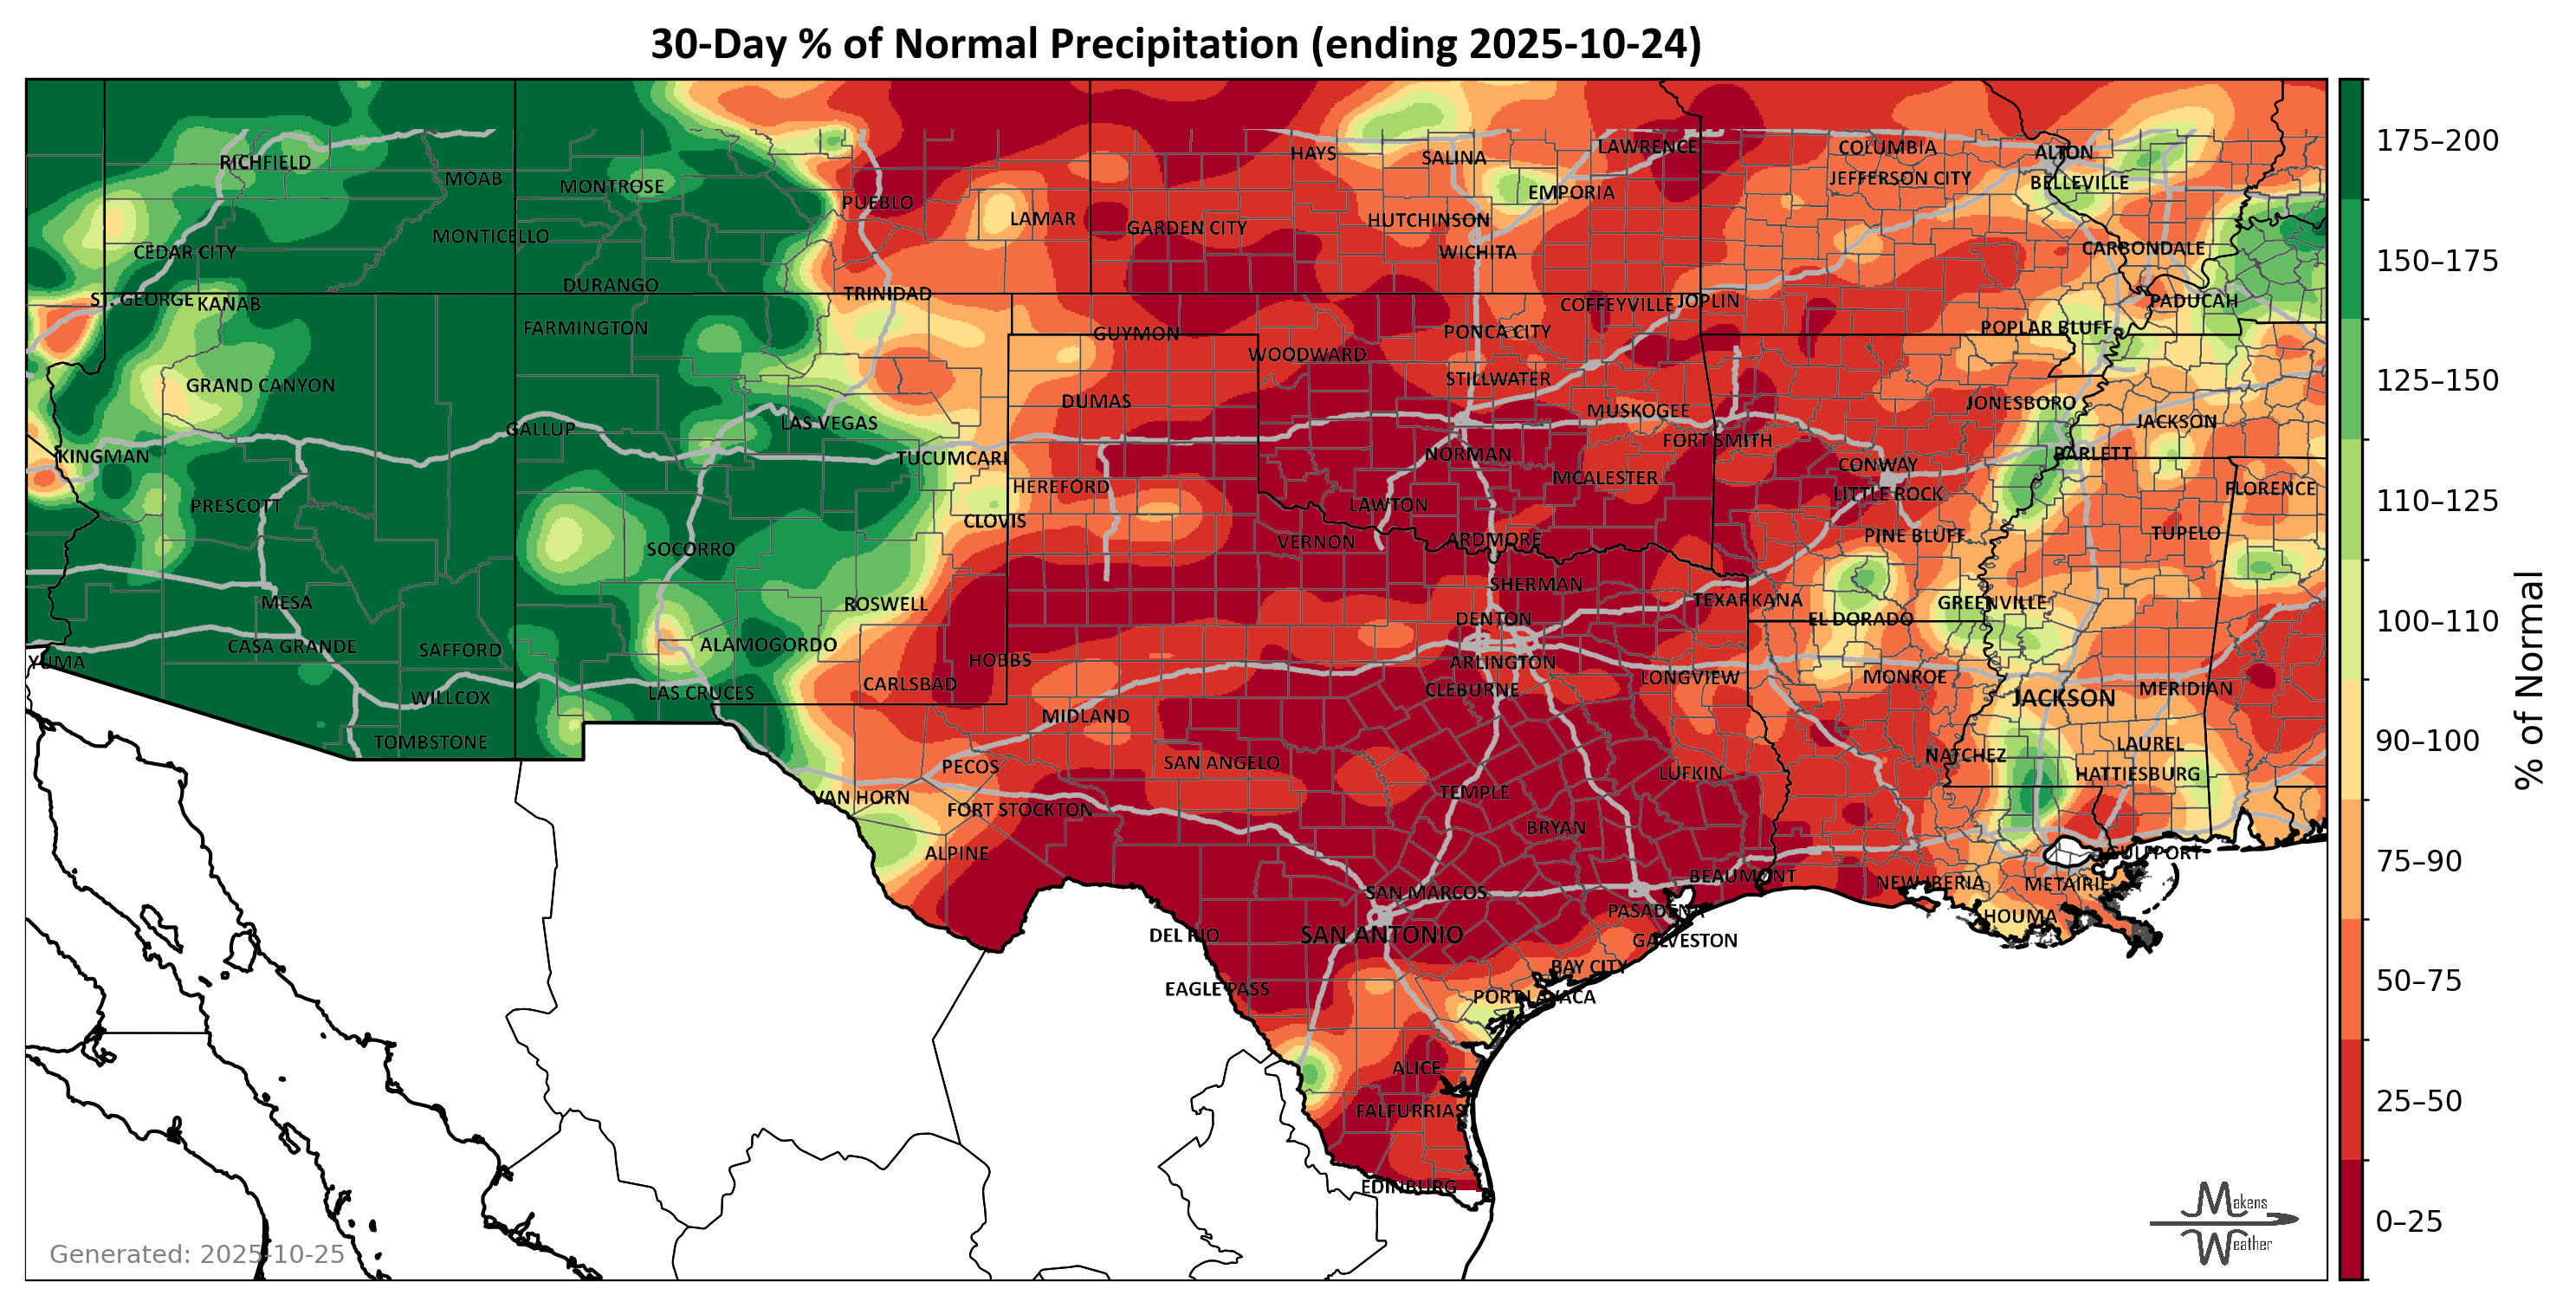 30-Day % of Normal Precipitation (ending 2025-10-24)
HAYS
SALINA
LAWRENCE
COLUMBIA
ALTON
RICHFIELD
MOAB
MONTROSE
PUEBLO
LAMAR
EMPORIA
JEFFERSON CITY
BELLEVILLE
MONTICELLO
GARDEN CITY
HUTCHINSON
CEDAR CITY
WICHITA
CARBONDALE
ST. GEORGE
KANAB
DURANGO
TRINIDAD
COFFEYVILLE
JOPLIN
PADUCAH
FARMINGTON
GUYMON
PONCA CITY
POPLAR BLUFF
WOODWARD
GRAND CANYON
STILLWATER
DUMAS
MUSKOGEE
JONESBORO
JACKSON
GALLUP
LAS VEGAS
FORT SMITH
KINGMAN
TUCUMCARI
NORMAN
CONWAY
BARLETT
HEREFORD
MCALESTER
LITTLE ROCK
FLORENCE
PRESCOTT
LAWTON
CLOVIS
SOCORRO
VERNON
ARDMORE
PINE BLUFF
TUPELO
SHERMAN
MESA
ROSWELL
TEXARKANA
GREENVILLE
DENTON
EL DORADO
CASA GRANDE
SAFFORD
ALAMOGORDO
YUMA
HOBBS
ARLINGTON
CARLSBAD
CLEBURNE
LONGVIEW
MONROE
WILLCOX
LAS CRUCES
JACKSON
MERIDIAN
MIDLAND
TOMBSTONE
LAUREL
PECOS
SAN ANGELO
NATCHEZ
LUFKIN
HATTIESBURG
VAN HORN
FORT STOCKTON
TEMPLE
BRYAN
ALPINE
GULFPORT
SAN MARCOS
BEAUMONT
NEW IBERIA
METAIRIE
PASADENA
HOUMA
DEL RIO
SAN ANTONIO
GALVESTON
BAY CITY
EAGLE PASS
PORT LAVACA
ALICE
FALFURRIAS
EDINBURG
Generated: 2025-10-25
Makens
Weather
175–200
150–175
125–150
110–125
100–110
90–100
75–90
50–75
25–50
0–25
% of Normal